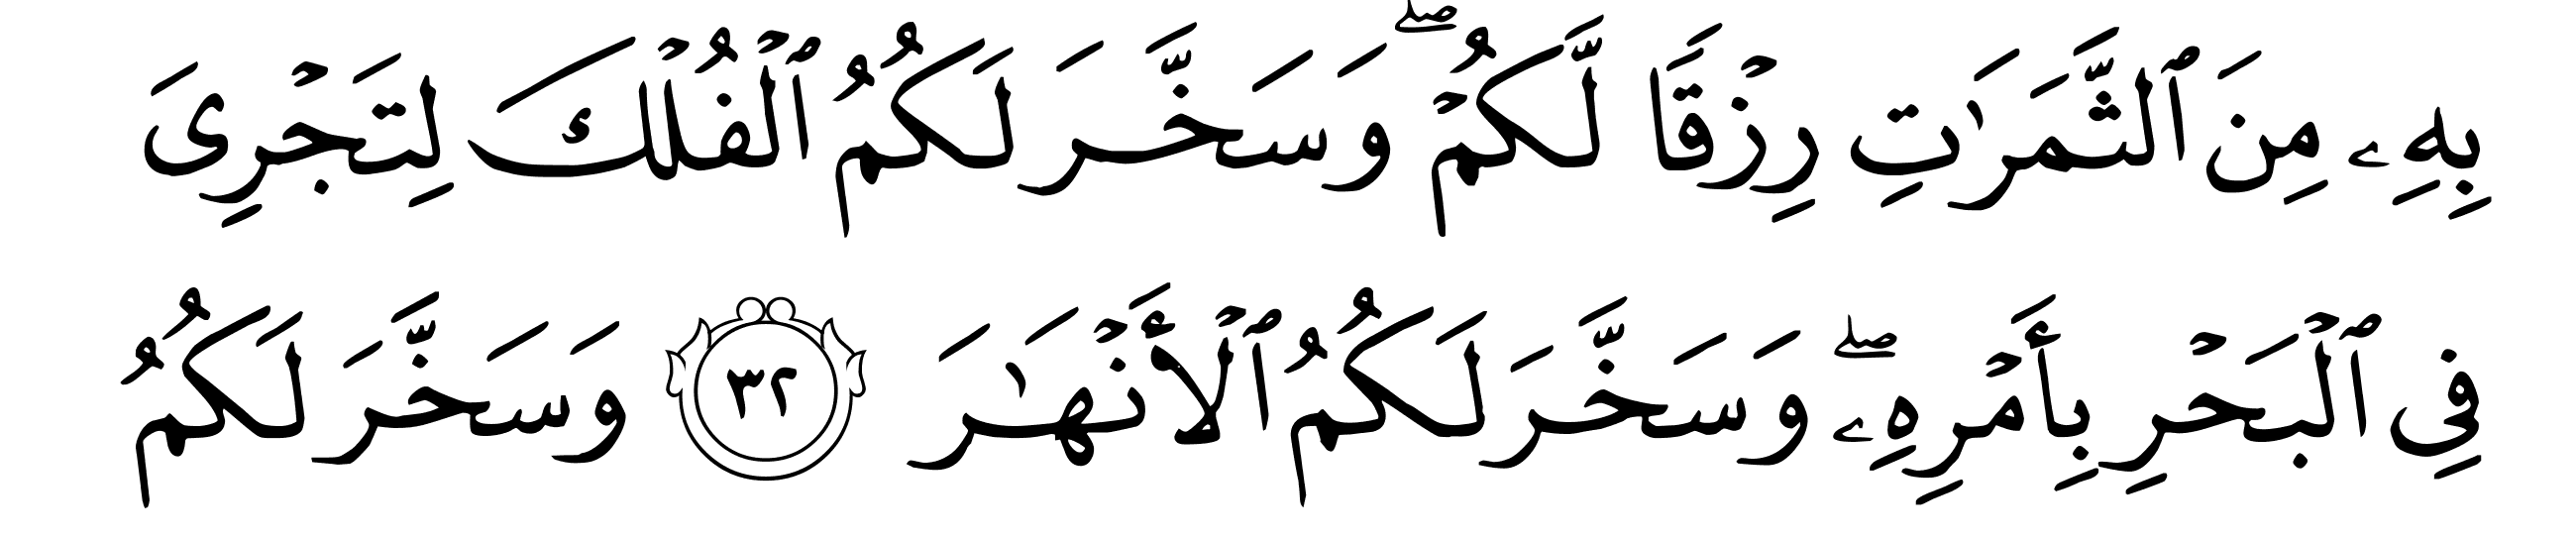 بِهِۦ مِنَ ٱلثَّمَرَٰتِ رِزۡقٗا لَّكُمۡۖ وَسَخَّرَ لَكُمُ ٱلۡفُلۡكَ لِتَجۡرِيَ
فِي ٱلۡبَحۡرِ بِأَمۡرِهِۦۖ وَسَخَّرَ لَكُمُ ٱلۡأَنۡهَٰرَ ٣٢ وَسَخَّرَ لَكُمُ